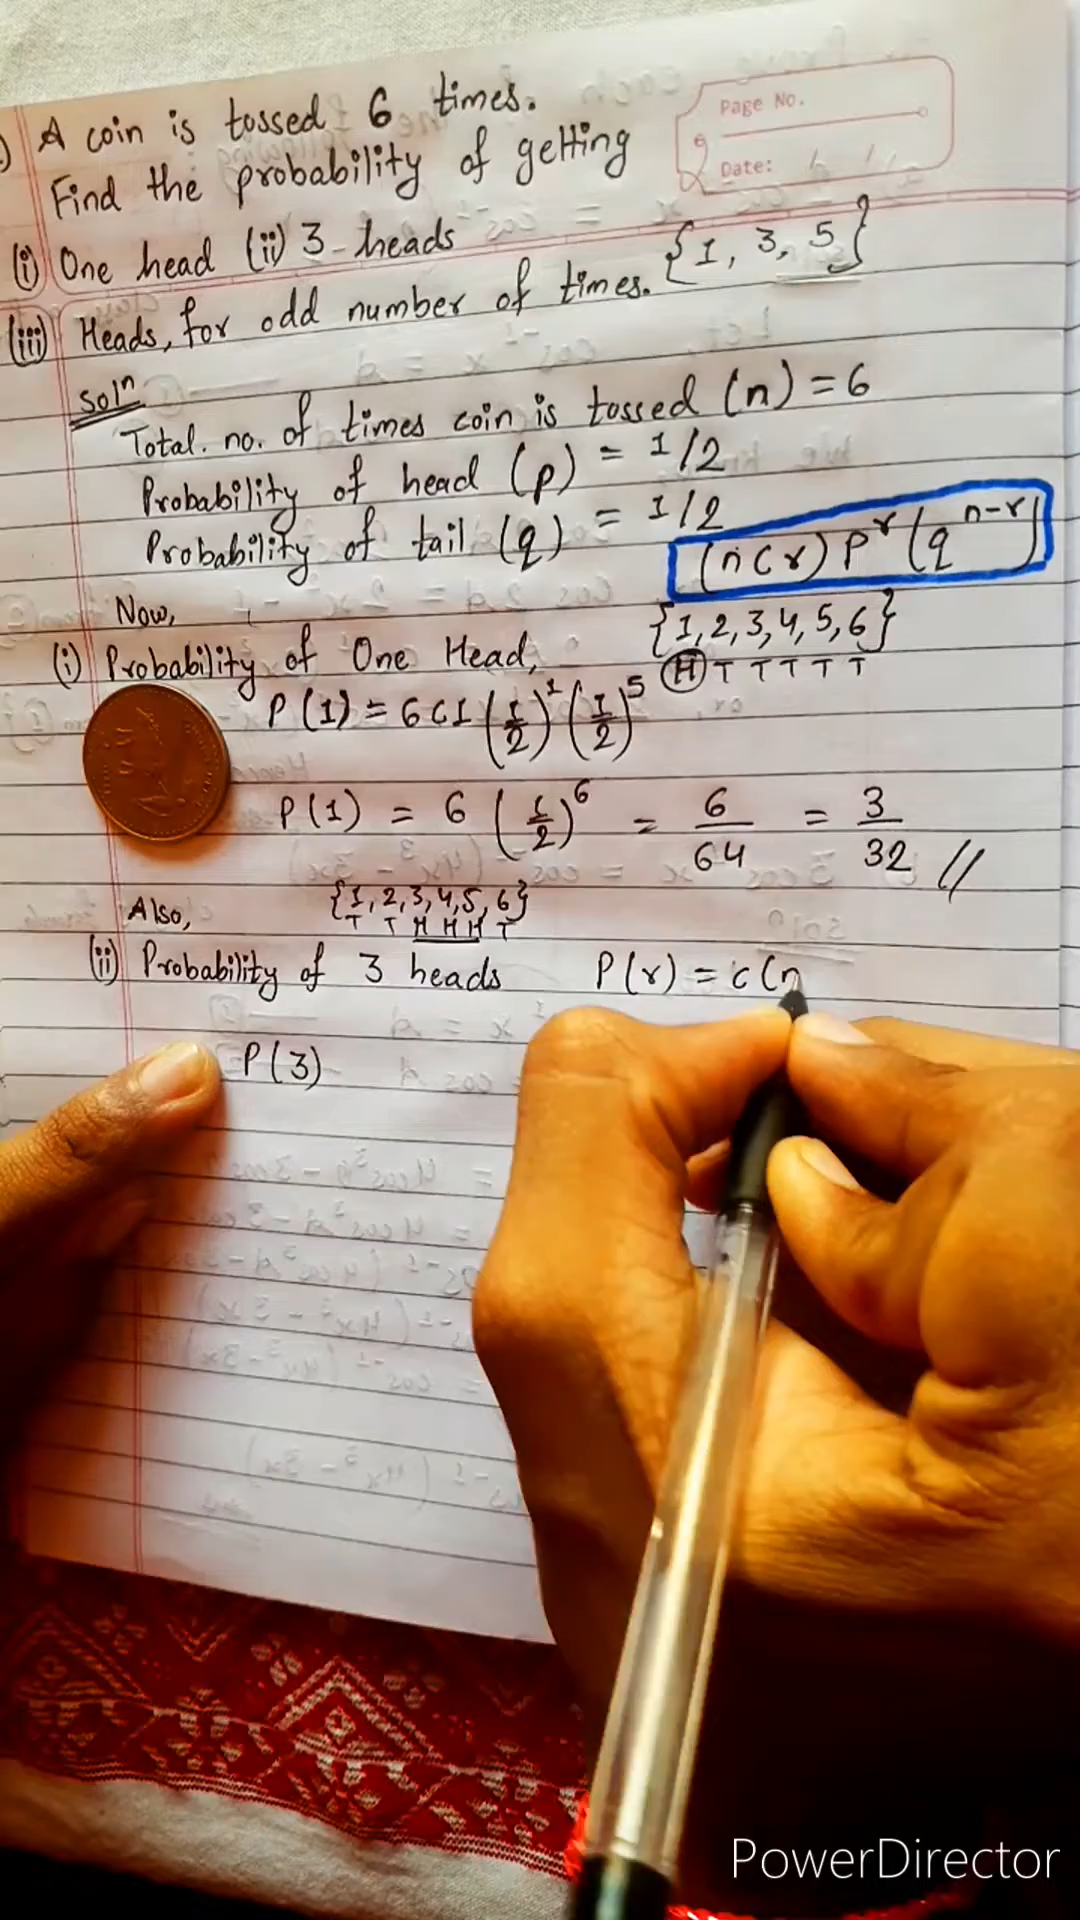 A coin is tossed 6 times.
Find the probability of getting
(i) One head (ii) 3 heads
(iii) Heads, for odd number of times. {1, 3, 5}
Page No.
Date:
Soln
Total. no. of times coin is tossed (n) = 6
Probability of head (p) = 1/2
Probability of tail (q) = 1/2
(nCr) P^r (q^n-r)
Now,
{1,2,3,4,5,6}
H T T T T T
(i) Probability of One Head,
P(1) = 6C1 (1/2)^1 (1/2)^5
P(1) = 6 (1/2)^6 = 6/64 = 3/32 //
Also,
{1,2,3,4,5,6}
T T H H H T
(ii) Probability of 3 heads P(r) = c(n
P(3)
PowerDirector